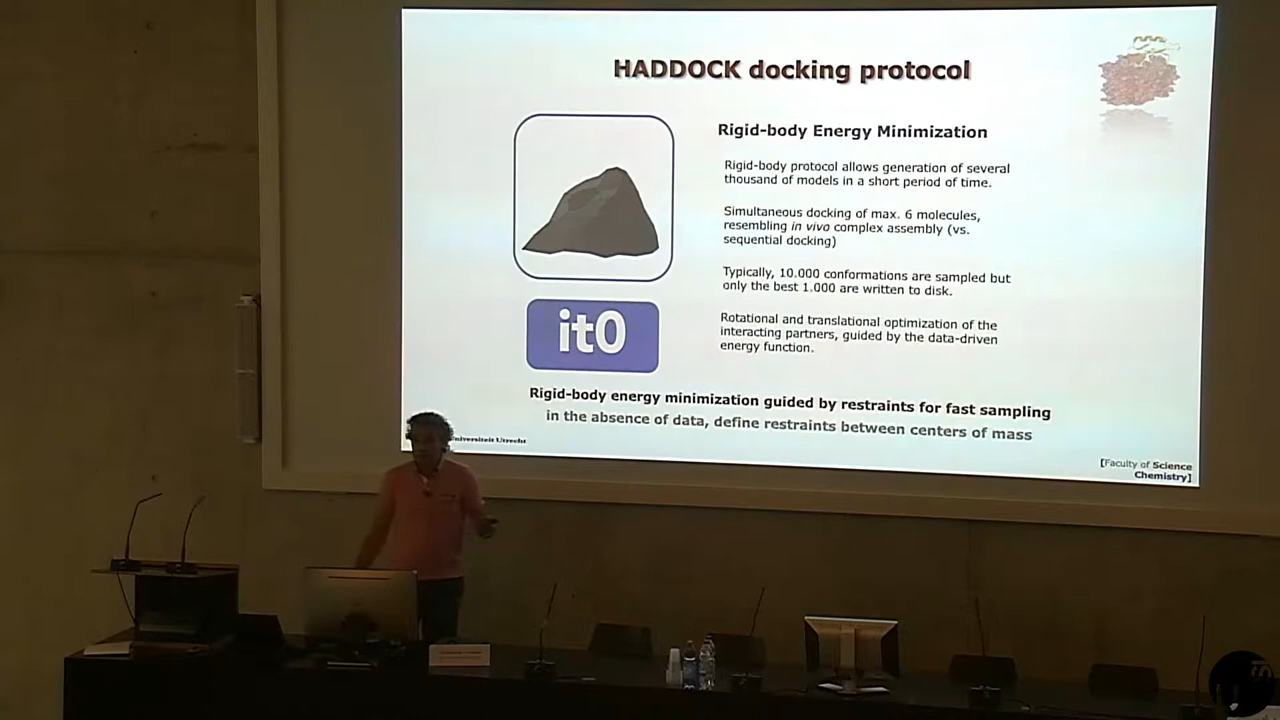 HADDOCK docking protocol
Rigid-body Energy Minimization
Rigid-body protocol allows generation of several
thousand of models in a short period of time.
Simultaneous docking of max. 6 molecules,
resembling in vivo complex assembly (vs.
sequential docking)
Typically, 10.000 conformations are sampled but
only the best 1.000 are written to disk.
Rotational and translational optimization of the
interacting partners, guided by the data-driven
energy function.
it0
Rigid-body energy minimization guided by restraints for fast sampling
in the absence of data, define restraints between centers of mass
Universiteit Utrecht
[Faculty of Science
Chemistry]